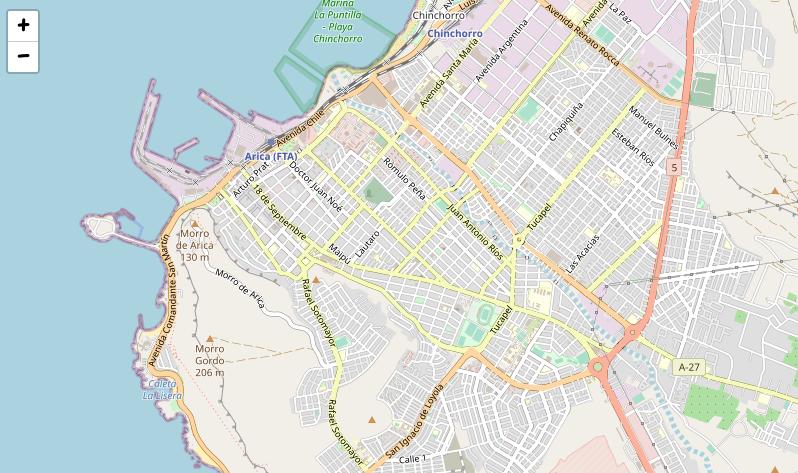 +
−
Marina
La Puntilla
- Playa
Chinchorro
Chinchorro
Chinchorro
Avenida Santa María
Avenida Argentina
La Paz
Avenida Renato Rocca
Avenida Chile
Arica (FTA)
Arturo Prat
Doctor Juan Noé
18 de Septiembre
Rómulo Peña
Chapiquiña
Manuel Bulnes
Esteban Ríos
5
Morro
de Arica
130 m
Maipú
Lautaro
Juan Antonio Ríos
Tucapel
Las Acacias
Morro de Arica
Avenida Comandante San Martín
Rafael Sotomayor
Tucapel
Morro
Gordo
206 m
A-27
Caleta
La Lisera
Rafael Sotomayor
San Ignacio de Loyola
Calle 1